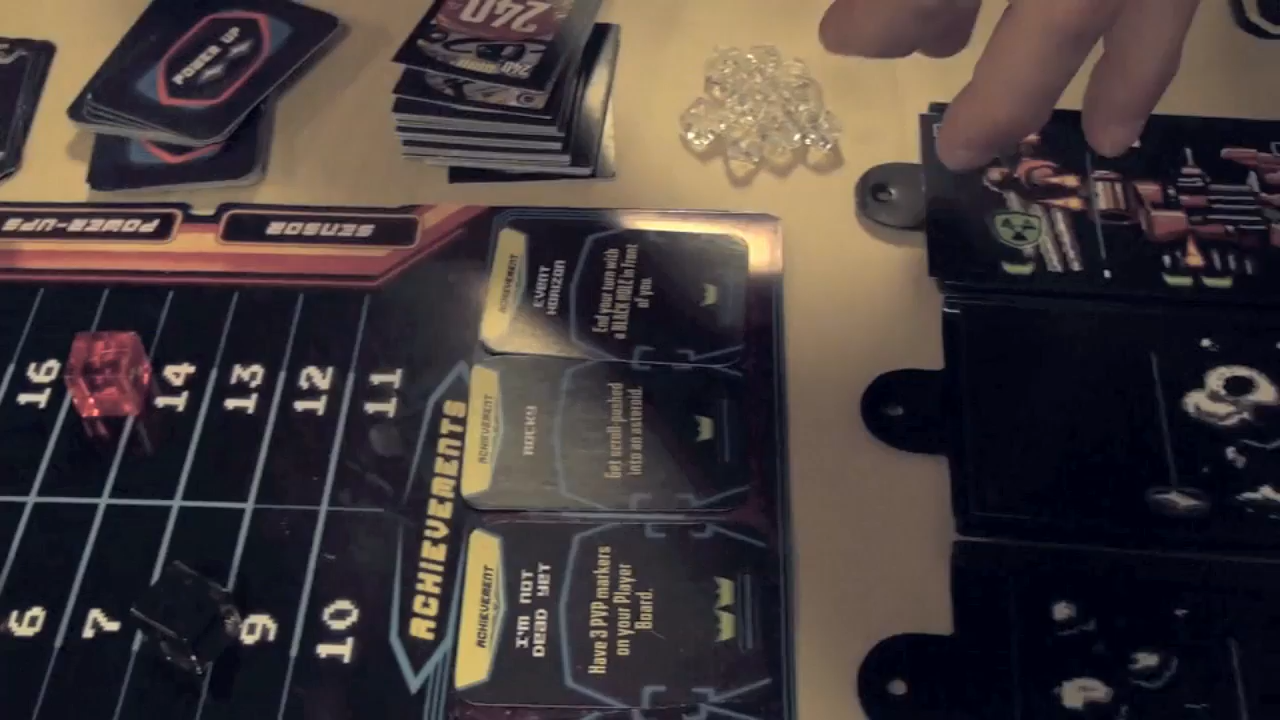 POWER UP
240
240
POWER-UPS
SENSOR
16
14
13
12
11
6
7
9
10
ACHIEVEMENTS
ACHIEVEMENT
EVENT
HORIZON
End your turn with
a BLACK HOLE in front
of you.
ACHIEVEMENT
ROCKY
Get scroll-pushed
into an asteroid.
ACHIEVEMENT
I'M NOT
DEAD YET
Have 3 PVP markers
on your Player
Board.